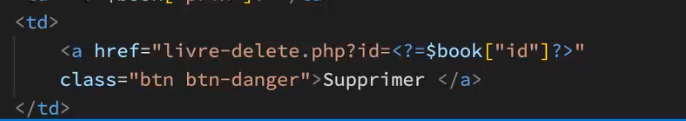 <td>
<a href="livre-delete.php?id=<?=$book["id"]?>"
class="btn btn-danger">Supprimer </a>
</td>